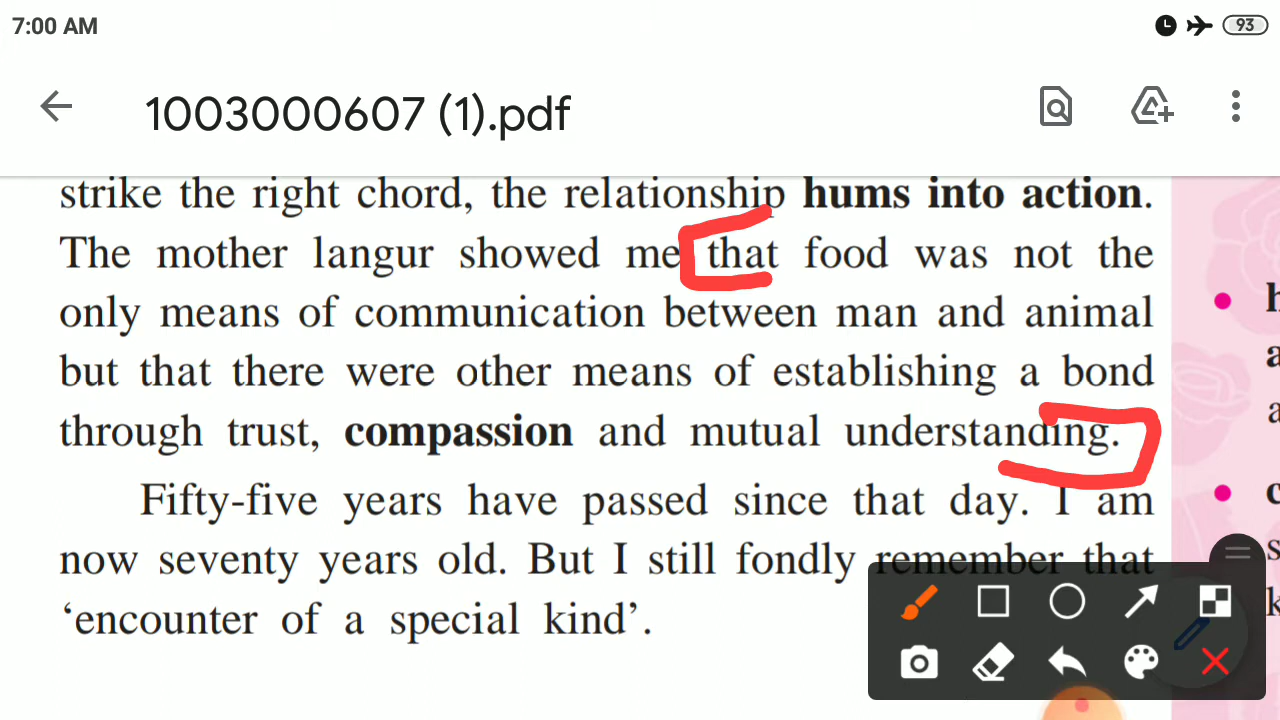 7:00 AM
93
1003000607 (1).pdf
strike the right chord, the relationship hums into action.
The mother langur showed me that food was not the
only means of communication between man and animal
but that there were other means of establishing a bond
through trust, compassion and mutual understanding.
Fifty-five years have passed since that day. I am
now seventy years old. But I still fondly remember that
‘encounter of a special kind’.